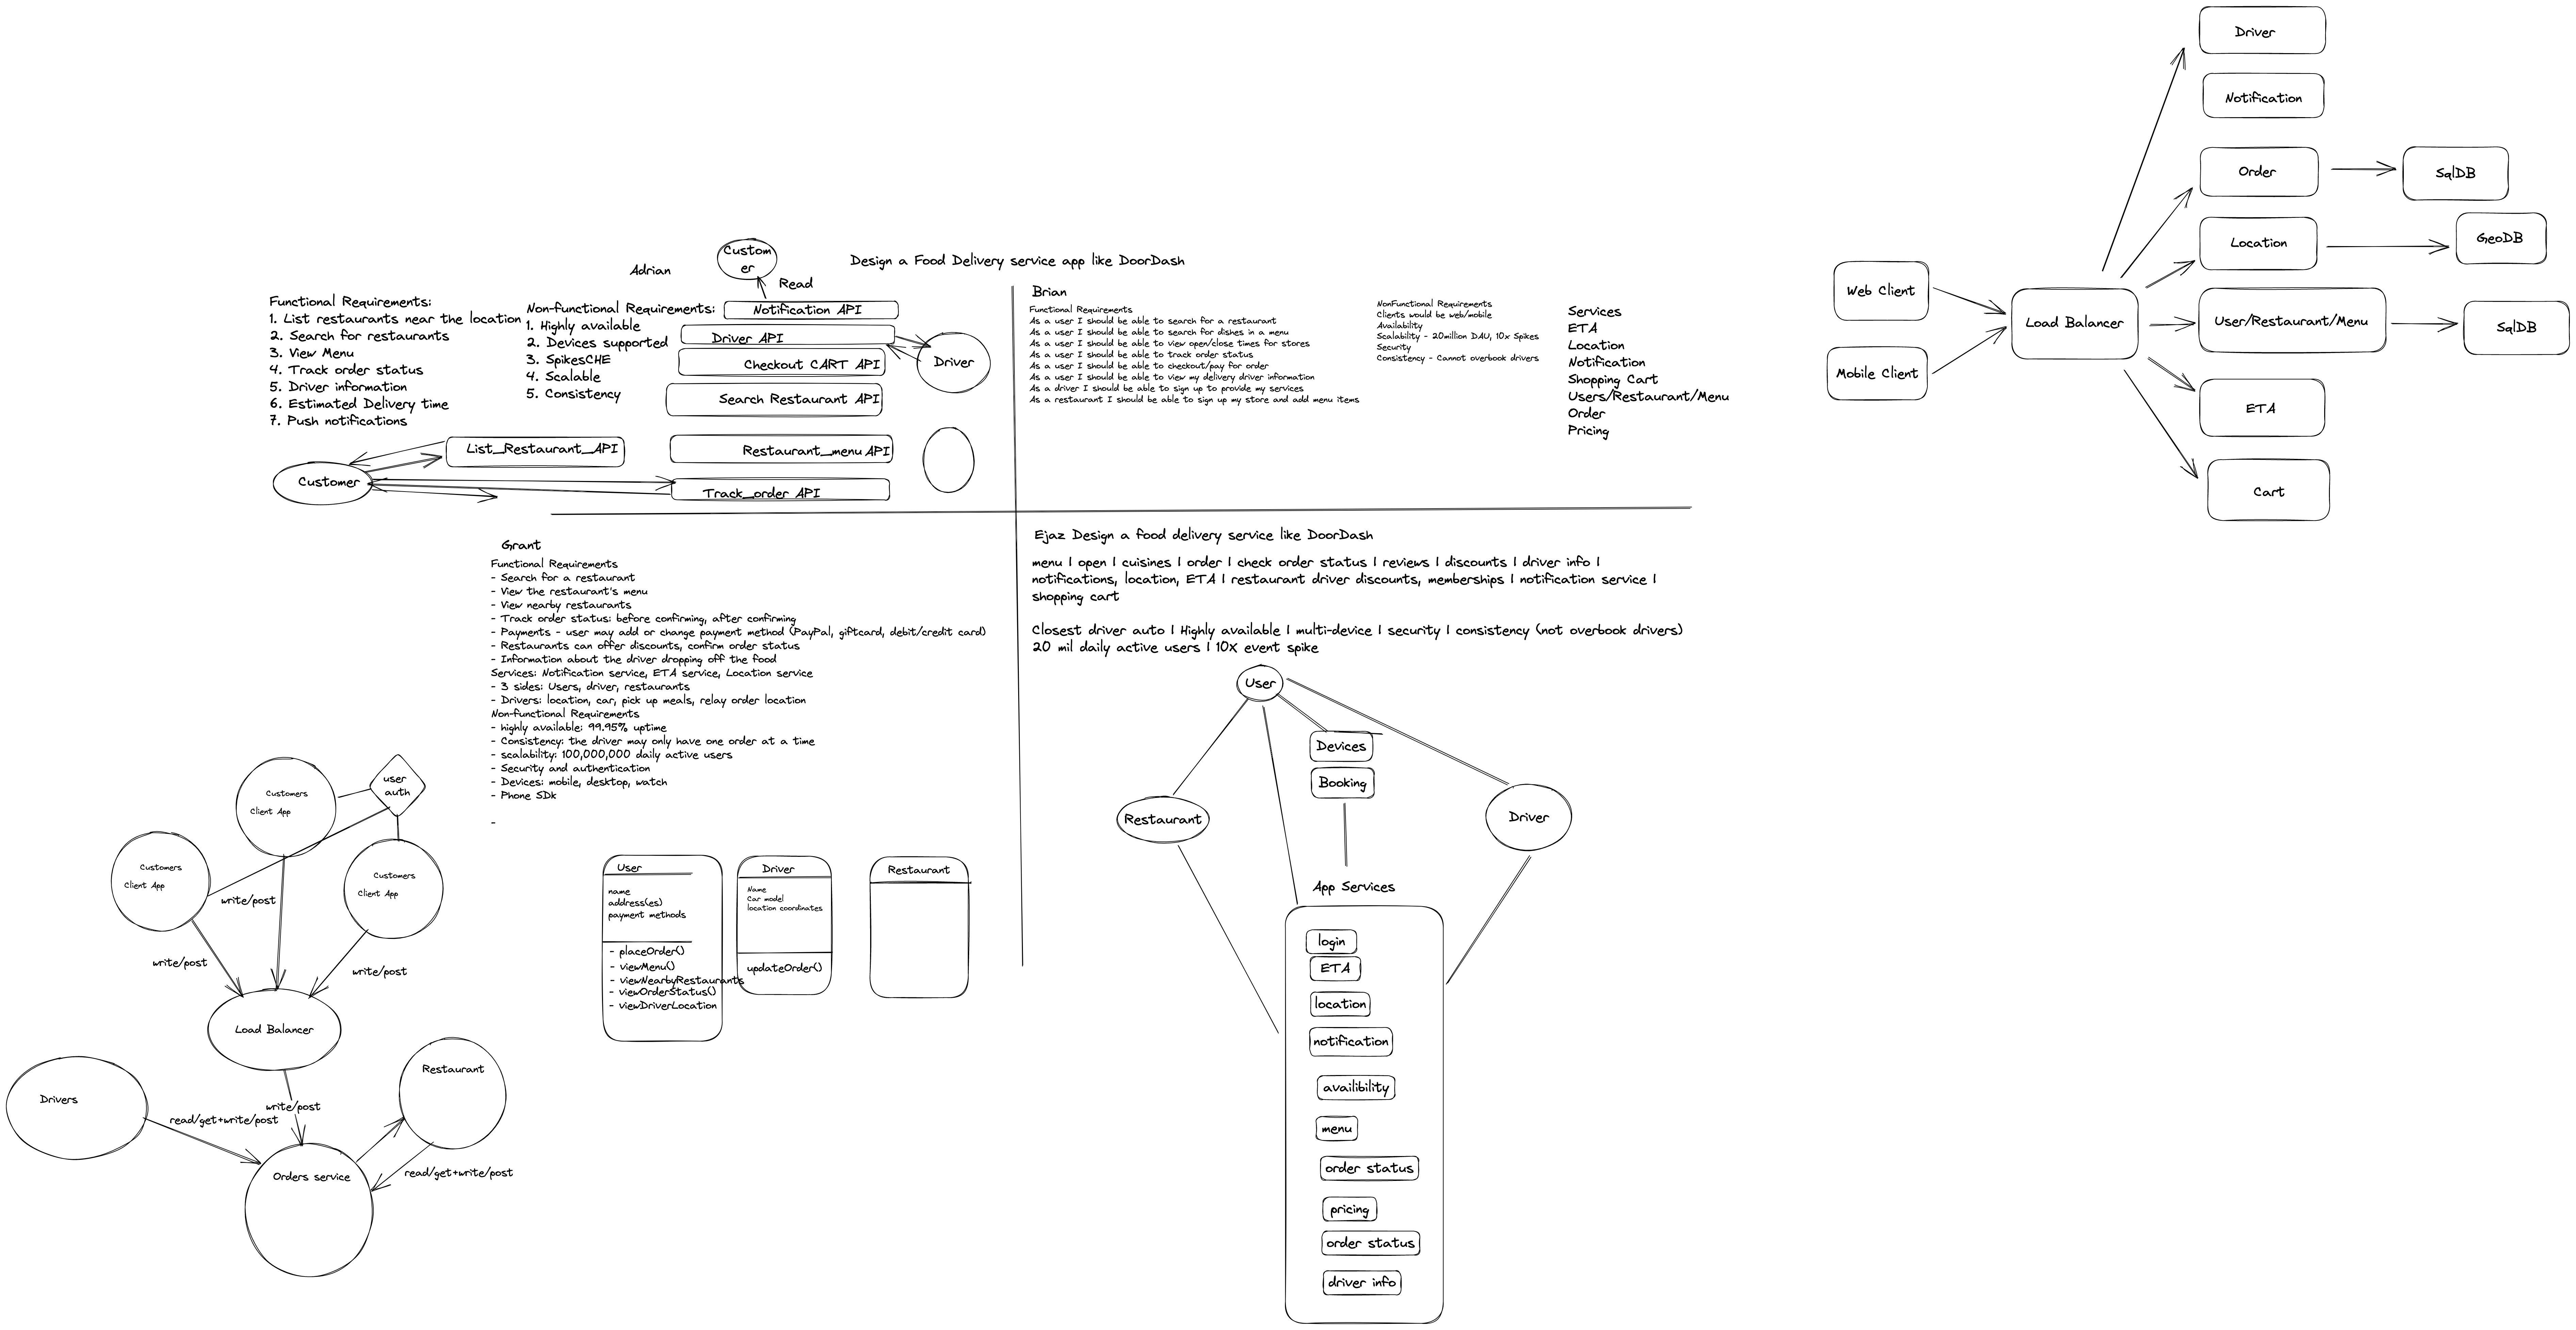 Design a Food Delivery service app like DoorDash
Adrian
Functional Requirements:
1. List restaurants near the location
2. Search for restaurants
3. View Menu
4. Track order status
5. Driver information
6. Estimated Delivery time
7. Push notifications
Non-functional Requirements:
1. Highly available
2. Devices supported
3. SpikesCHE
4. Scalable
5. Consistency
Custom
er
Read
Notification API
Driver API
Checkout CART API
Search Restaurant API
Restaurant_menu API
Track_order API
Driver
List_Restaurant_API
Customer
Brian
Functional Requirements
As a user I should be able to search for a restaurant
As a user I should be able to search for dishes in a menu
As a user I should be able to view open/close times for stores
As a user I should be able to track order status
As a user I should be able to checkout/pay for order
As a user I should be able to view my delivery driver information
As a driver I should be able to sign up to provide my services
As a restaurant I should be able to sign up my store and add menu items
NonFunctional Requirements
Clients would be web/mobile
Availability
Scalability - 20million DAU, 10x Spikes
Security
Consistency - Cannot overbook drivers
Services
ETA
Location
Notification
Shopping Cart
Users/Restaurant/Menu
Order
Pricing
Web Client
Mobile Client
Load Balancer
Driver
Notification
Order
SqlDB
Location
GeoDB
User/Restaurant/Menu
SqlDB
ETA
Cart
Grant
Functional Requirements
- Search for a restaurant
- View the restaurant's menu
- View nearby restaurants
- Track order status: before confirming, after confirming
- Payments - user may add or change payment method (PayPal, giftcard, debit/credit card)
- Restaurants can offer discounts, confirm order status
- Information about the driver dropping off the food
Services: Notification service, ETA service, Location service
- 3 sides: Users, driver, restaurants
- Drivers: location, car, pick up meals, relay order location
Non-functional Requirements
- highly available: 99.95% uptime
- Consistency: the driver may only have one order at a time
- scalability: 100,000,000 daily active users
- Security and authentication
- Devices: mobile, desktop, watch
- Phone SDk
-
user
auth
Customers
Client App
Customers
Client App
Customers
Client App
write/post
write/post
write/post
Load Balancer
Drivers
read/get+write/post
write/post
Restaurant
read/get+write/post
Orders service
User
name
address(es)
payment methods
- placeOrder()
- viewMenu()
- viewNearbyRestaurants
- viewOrderStatus()
- viewDriverLocation
Driver
Name
Car model
location coordinates
updateOrder()
Restaurant
Ejaz Design a food delivery service like DoorDash
menu | open | cuisines | order | check order status | reviews | discounts | driver info |
notifications, location, ETA | restaurant driver discounts, memberships | notification service |
shopping cart
Closest driver auto | Highly available | multi-device | security | consistency (not overbook drivers)
20 mil daily active users | 10X event spike
User
Devices
Booking
Restaurant
Driver
App Services
login
ETA
location
notification
availibility
menu
order status
pricing
order status
driver info